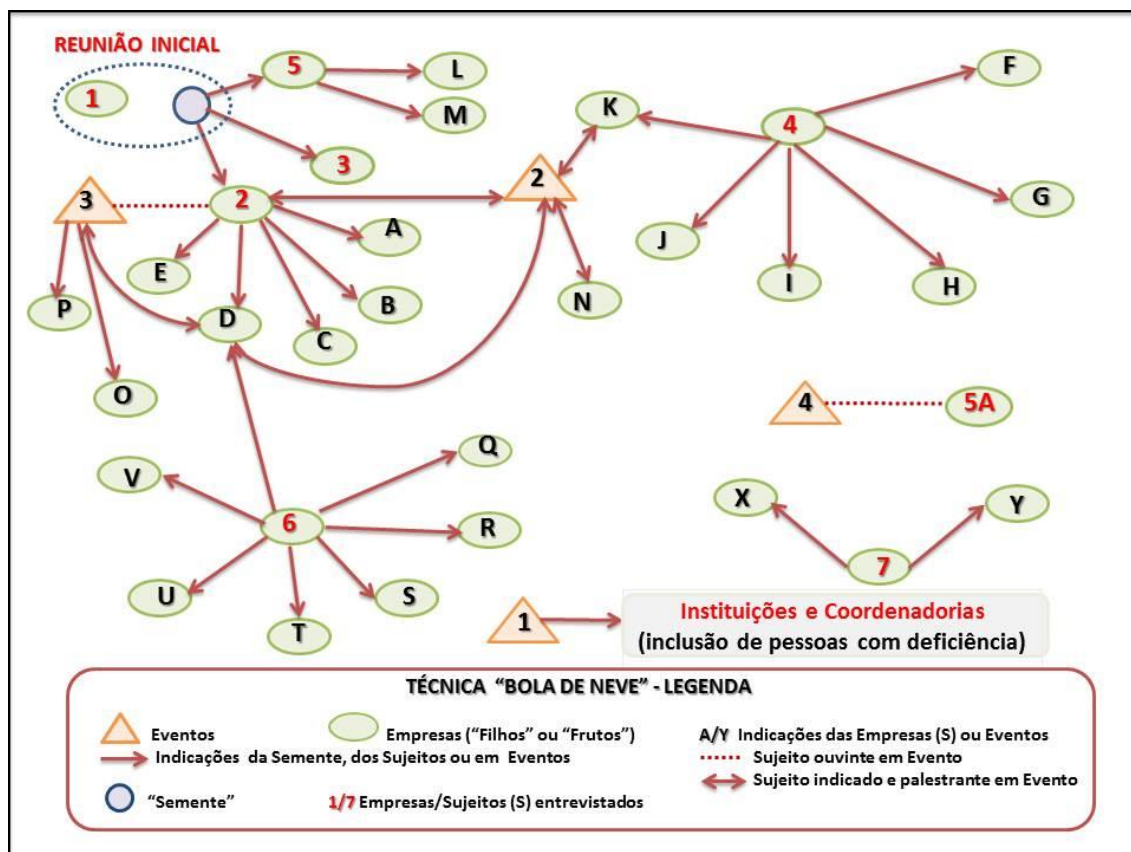 REUNIÃO INICIAL
5
L
F
1
M
K
4
3
2
3
2
G
A
J
E
I
H
P
B
N
D
C
O
4
5A
V
Q
X
Y
6
R
7
U
S
T
1
Instituições e Coordenadorias
(inclusão de pessoas com deficiência)
TÉCNICA “BOLA DE NEVE” - LEGENDA
Eventos
Empresas (“Filhos” ou “Frutos”)
A/Y Indicações das Empresas (S) ou Eventos
Indicações da Semente, dos Sujeitos ou em Eventos
Sujeito ouvinte em Evento
Sujeito indicado e palestrante em Evento
“Semente”
1/7 Empresas/Sujeitos (S) entrevistados